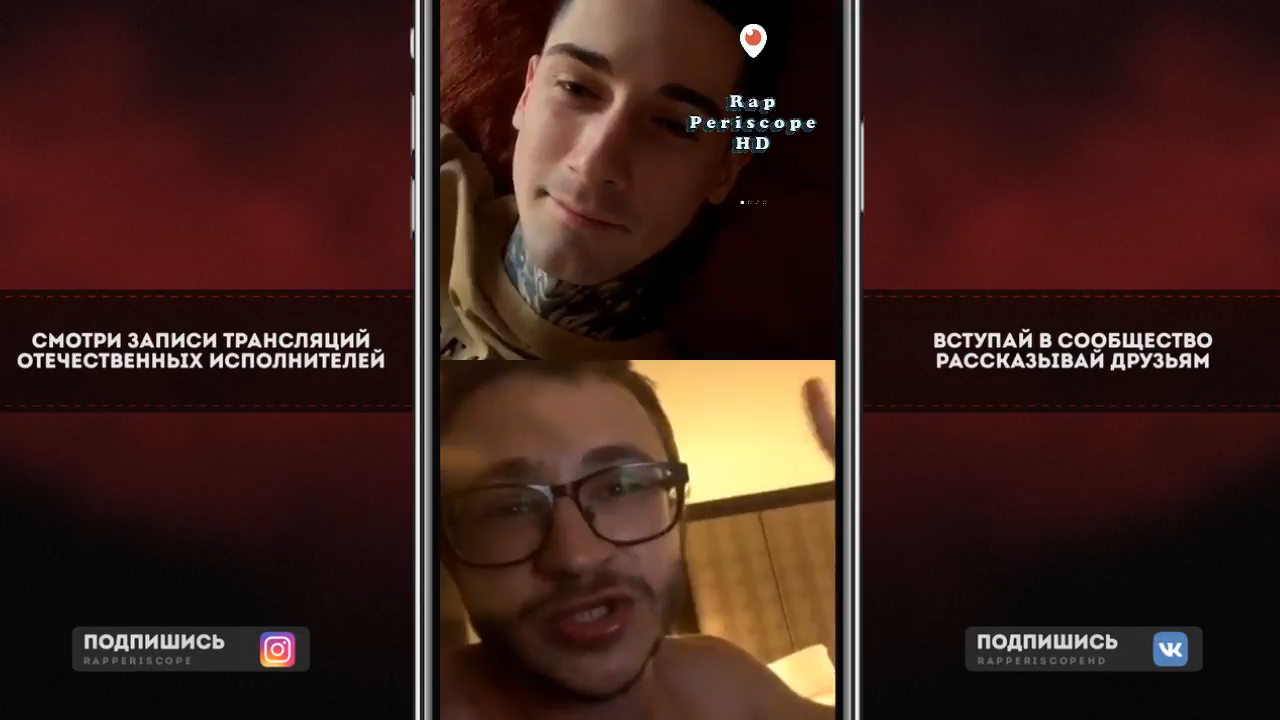 Rap
Periscope
HD
СМОТРИ ЗАПИСИ ТРАНСЛЯЦИЙ
ОТЕЧЕСТВЕННЫХ ИСПОЛНИТЕЛЕЙ
ВСТУПАЙ В СООБЩЕСТВО
РАССКАЗЫВАЙ ДРУЗЬЯМ
ПОДПИШИСЬ
RAPPERISCOPE
ПОДПИШИСЬ
RAPPERISCOPEHD